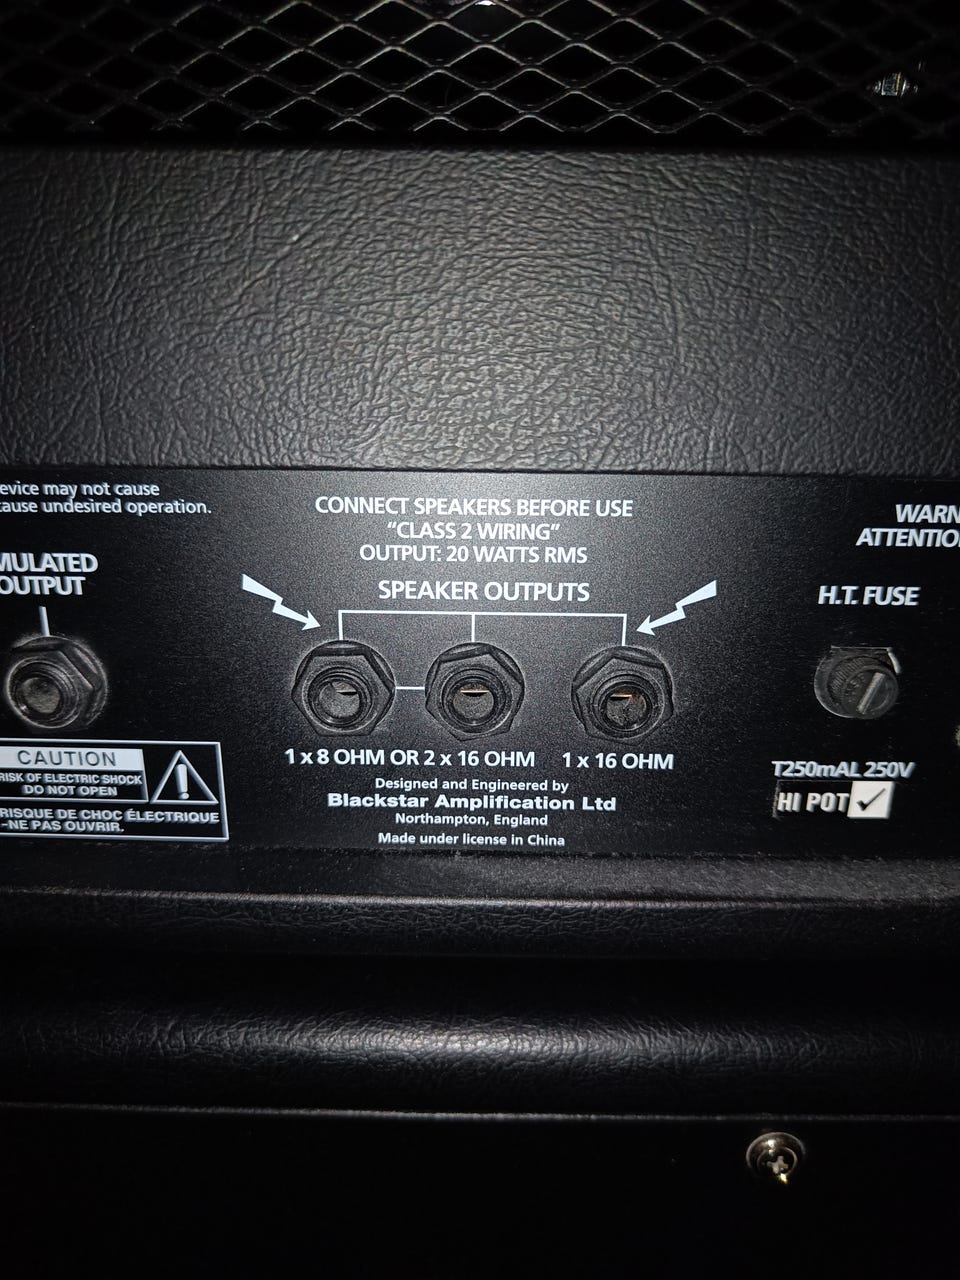 evice may not cause
cause undesired operation.
MULATED
OUTPUT
CAUTION
RISK OF ELECTRIC SHOCK
DO NOT OPEN
RISQUE DE CHOC ÉLECTRIQUE
-NE PAS OUVRIR.
CONNECT SPEAKERS BEFORE USE
“CLASS 2 WIRING”
OUTPUT: 20 WATTS RMS
SPEAKER OUTPUTS
1 x 8 OHM OR 2 x 16 OHM
1 x 16 OHM
Designed and Engineered by
Blackstar Amplification Ltd
Northampton, England
Made under license in China
WARN
ATTENTIO
H.T. FUSE
T250mAL 250V
HI POT ✓